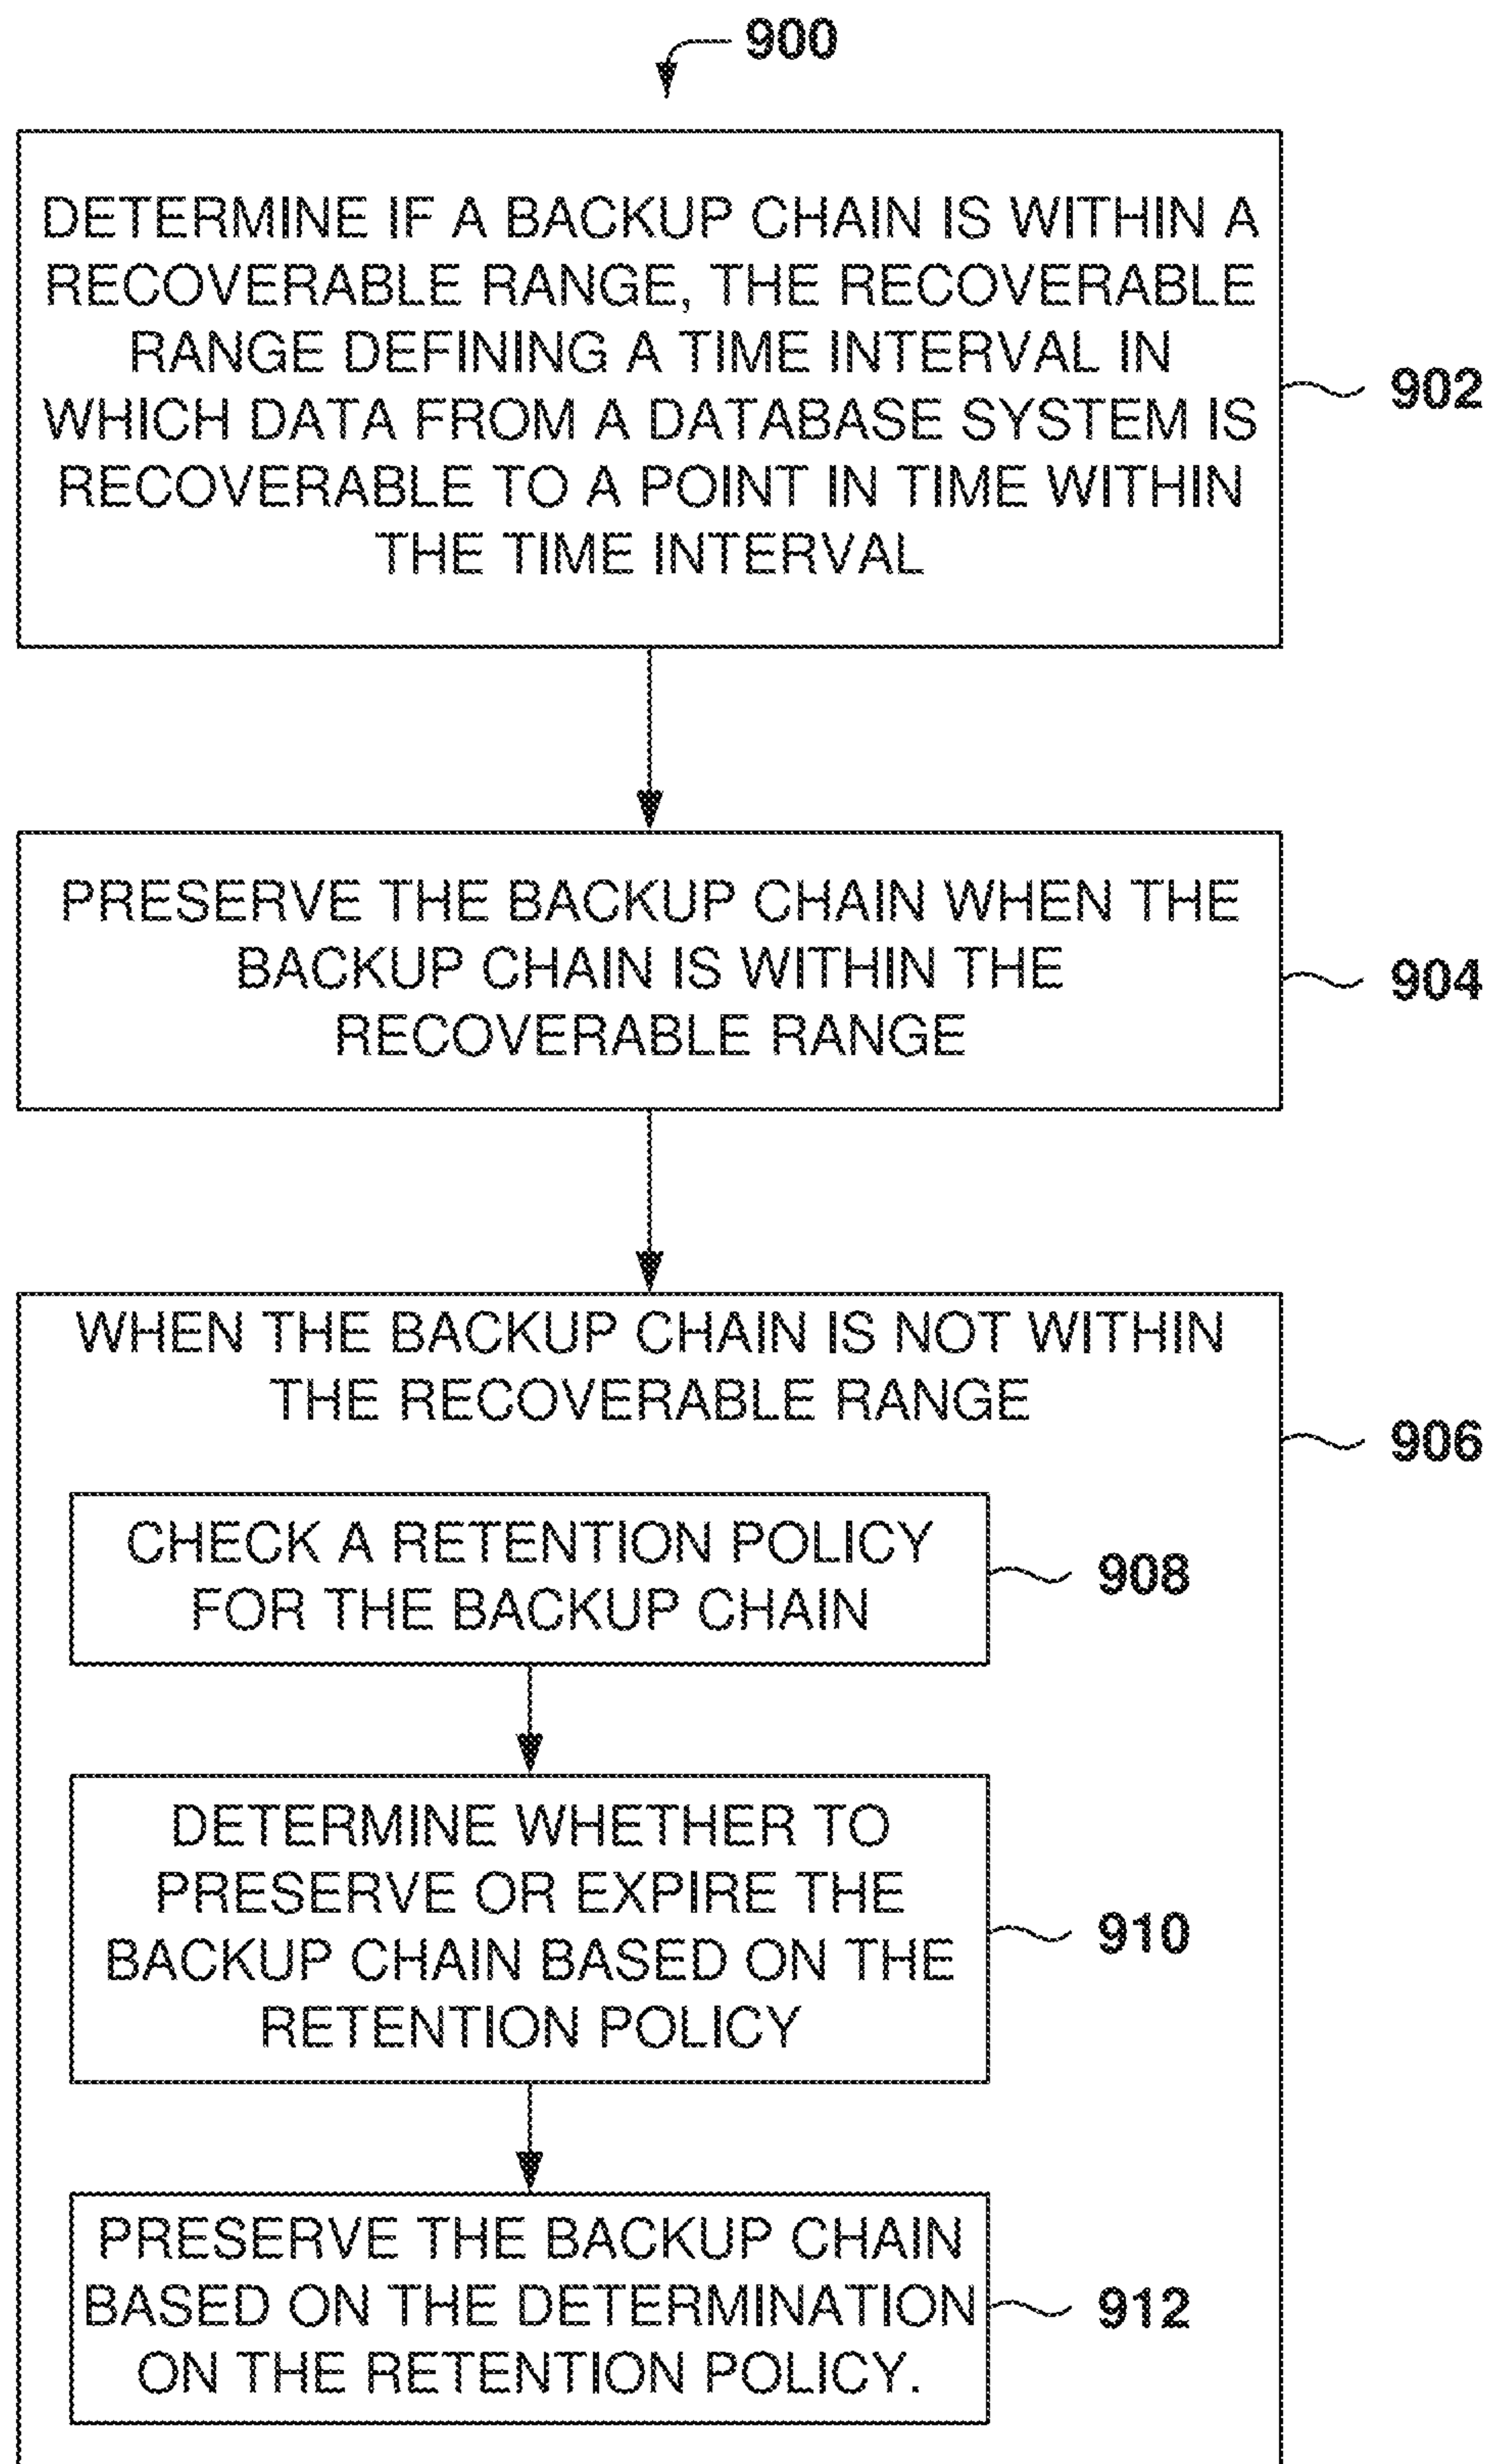 900
DETERMINE IF A BACKUP CHAIN IS WITHIN A
RECOVERABLE RANGE, THE RECOVERABLE
RANGE DEFINING A TIME INTERVAL IN
WHICH DATA FROM A DATABASE SYSTEM IS
RECOVERABLE TO A POINT IN TIME WITHIN
THE TIME INTERVAL
902
PRESERVE THE BACKUP CHAIN WHEN THE
BACKUP CHAIN IS WITHIN THE
RECOVERABLE RANGE
904
WHEN THE BACKUP CHAIN IS NOT WITHIN
THE RECOVERABLE RANGE
906
CHECK A RETENTION POLICY
FOR THE BACKUP CHAIN
908
DETERMINE WHETHER TO
PRESERVE OR EXPIRE THE
BACKUP CHAIN BASED ON THE
RETENTION POLICY
910
PRESERVE THE BACKUP CHAIN
BASED ON THE DETERMINATION
ON THE RETENTION POLICY.
912